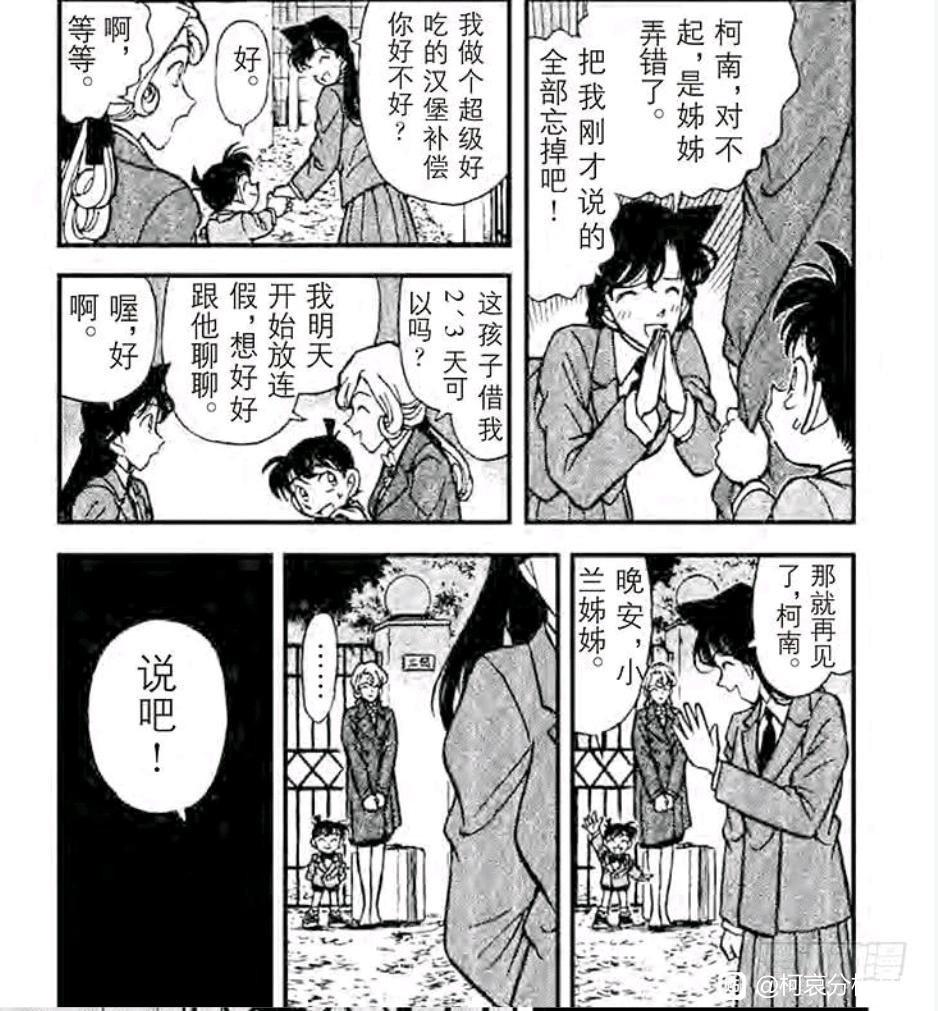 柯南，对不
起，是姊姊
弄错了。
把我刚才说的
全部忘掉吧！
我做个超级好
吃的汉堡补偿
你好不好？
好。
啊，
等等。
这孩子借我
2、3天可
以吗？
我明天
开始放连
假，想好好
跟他聊聊。
喔，好
啊。
那就再见
了，柯南。
晚安，小
兰姊姊。
……
说吧！
@柯哀分